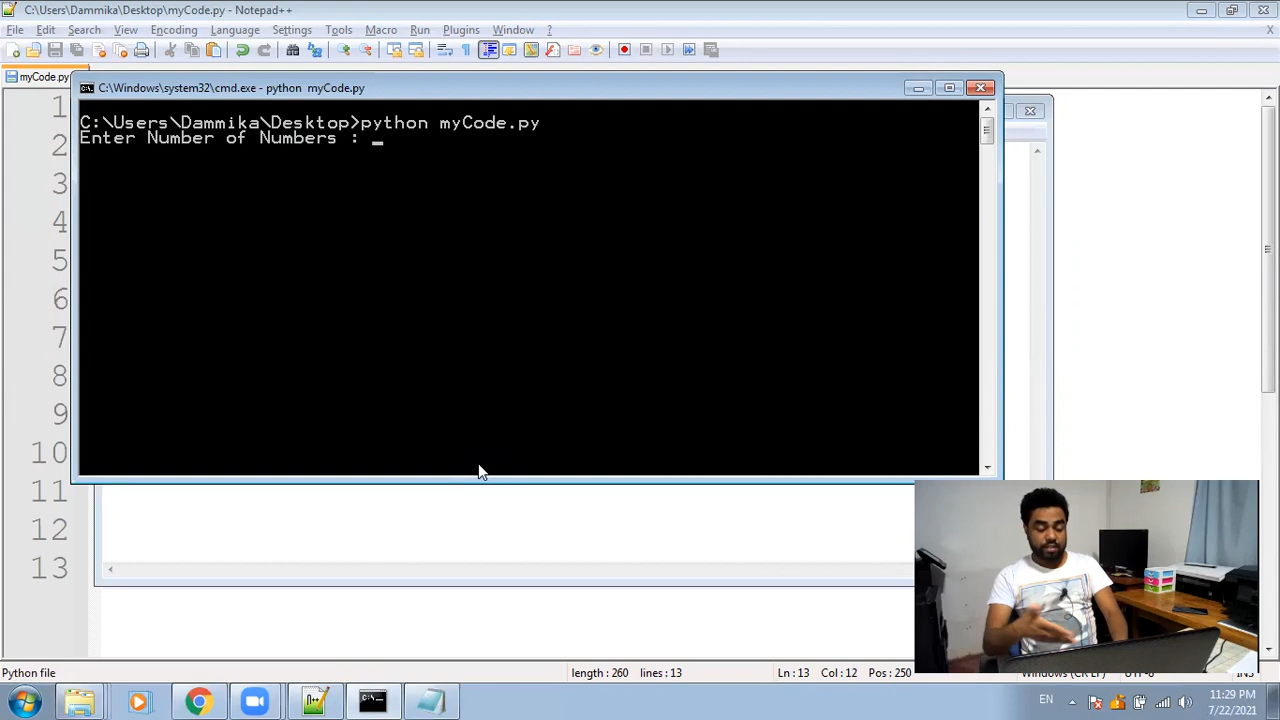 C:\Users\Dammika\Desktop\myCode.py - Notepad++
File Edit Search View Encoding Language Settings Tools Macro Run Plugins Window ? X
myCode.py
C:\Windows\system32\cmd.exe - python myCode.py
C:\Users\Dammika\Desktop>python myCode.py
Enter Number of Numbers :
1
2
3
4
5
6
7
8
9
10
11
12
13
Python file
length : 260 lines : 13
Ln : 13 Col : 12 Pos : 250
EN
11:29 PM
7/22/2021